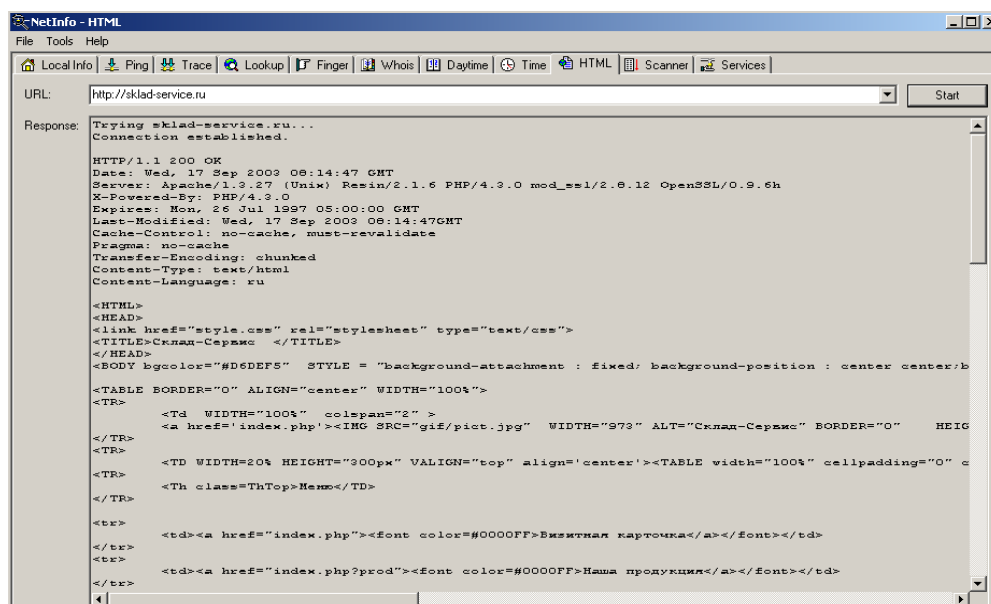 NetInfo - HTML
File Tools Help
Local Info Ping Trace Lookup Finger Whois Daytime Time HTML Scanner Services
URL: http://sklad-service.ru Start
Response: Trying sklad-service.ru...
Connection established.
HTTP/1.1 200 OK
Date: Wed, 17 Sep 2003 08:14:47 GMT
Server: Apache/1.3.27 (Unix) Resin/2.1.6 PHP/4.3.0 mod_ssl/2.8.12 OpenSSL/0.9.6h
X-Powered-By: PHP/4.3.0
Expires: Mon, 26 Jul 1997 05:00:00 GMT
Last-Modified: Wed, 17 Sep 2003 08:14:47GMT
Cache-Control: no-cache, must-revalidate
Pragma: no-cache
Transfer-Encoding: chunked
Content-Type: text/html
Content-Language: ru
<HTML>
<HEAD>
<link href="style.css" rel="stylesheet" type="text/css">
<TITLE>Склад-Сервис </TITLE>
</HEAD>
<BODY bgcolor="#D6DEF5" STYLE = "background-attachment : fixed; background-position : center center;b
<TABLE BORDER="0" ALIGN="center" WIDTH="100%">
<TR>
<Td WIDTH="100%" colspan="2" >
<a href='index.php'><IMG SRC="gif/pict.jpg" WIDTH="973" ALT="Склад-Сервис" BORDER="0" HEIG
</TR>
<TR>
<TD WIDTH=20% HEIGHT="300px" VALIGN="top" align='center'><TABLE width="100%" cellpadding="0" c
<TR>
<Th class=ThTop>Меню</TD>
</TR>
<tr>
<td><a href="index.php"><font color=#0000FF>Визитная карточка</a></font></td>
</tr>
<tr>
<td><a href="index.php?prod"><font color=#0000FF>Наша продукция</a></font></td>
</tr>